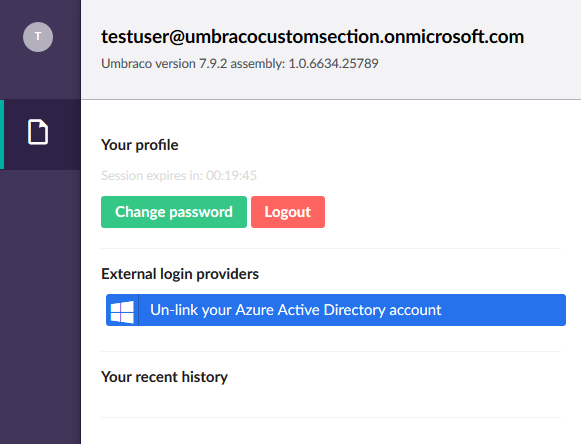 T
testuser@umbracocustomsection.onmicrosoft.com
Umbraco version 7.9.2 assembly: 1.0.6634.25789
Your profile
Session expires in: 00:19:45
Change password
Logout
External login providers
Un-link your Azure Active Directory account
Your recent history